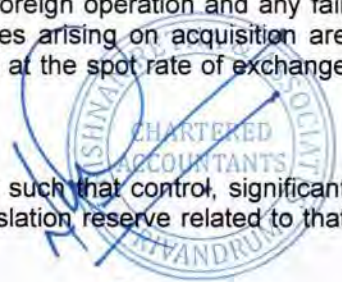 foreign operation and any fair
es arising on acquisition are
at the spot rate of exchange
CHARTERED
ACCOUNTANTS
such that control, significant
slation reserve related to that